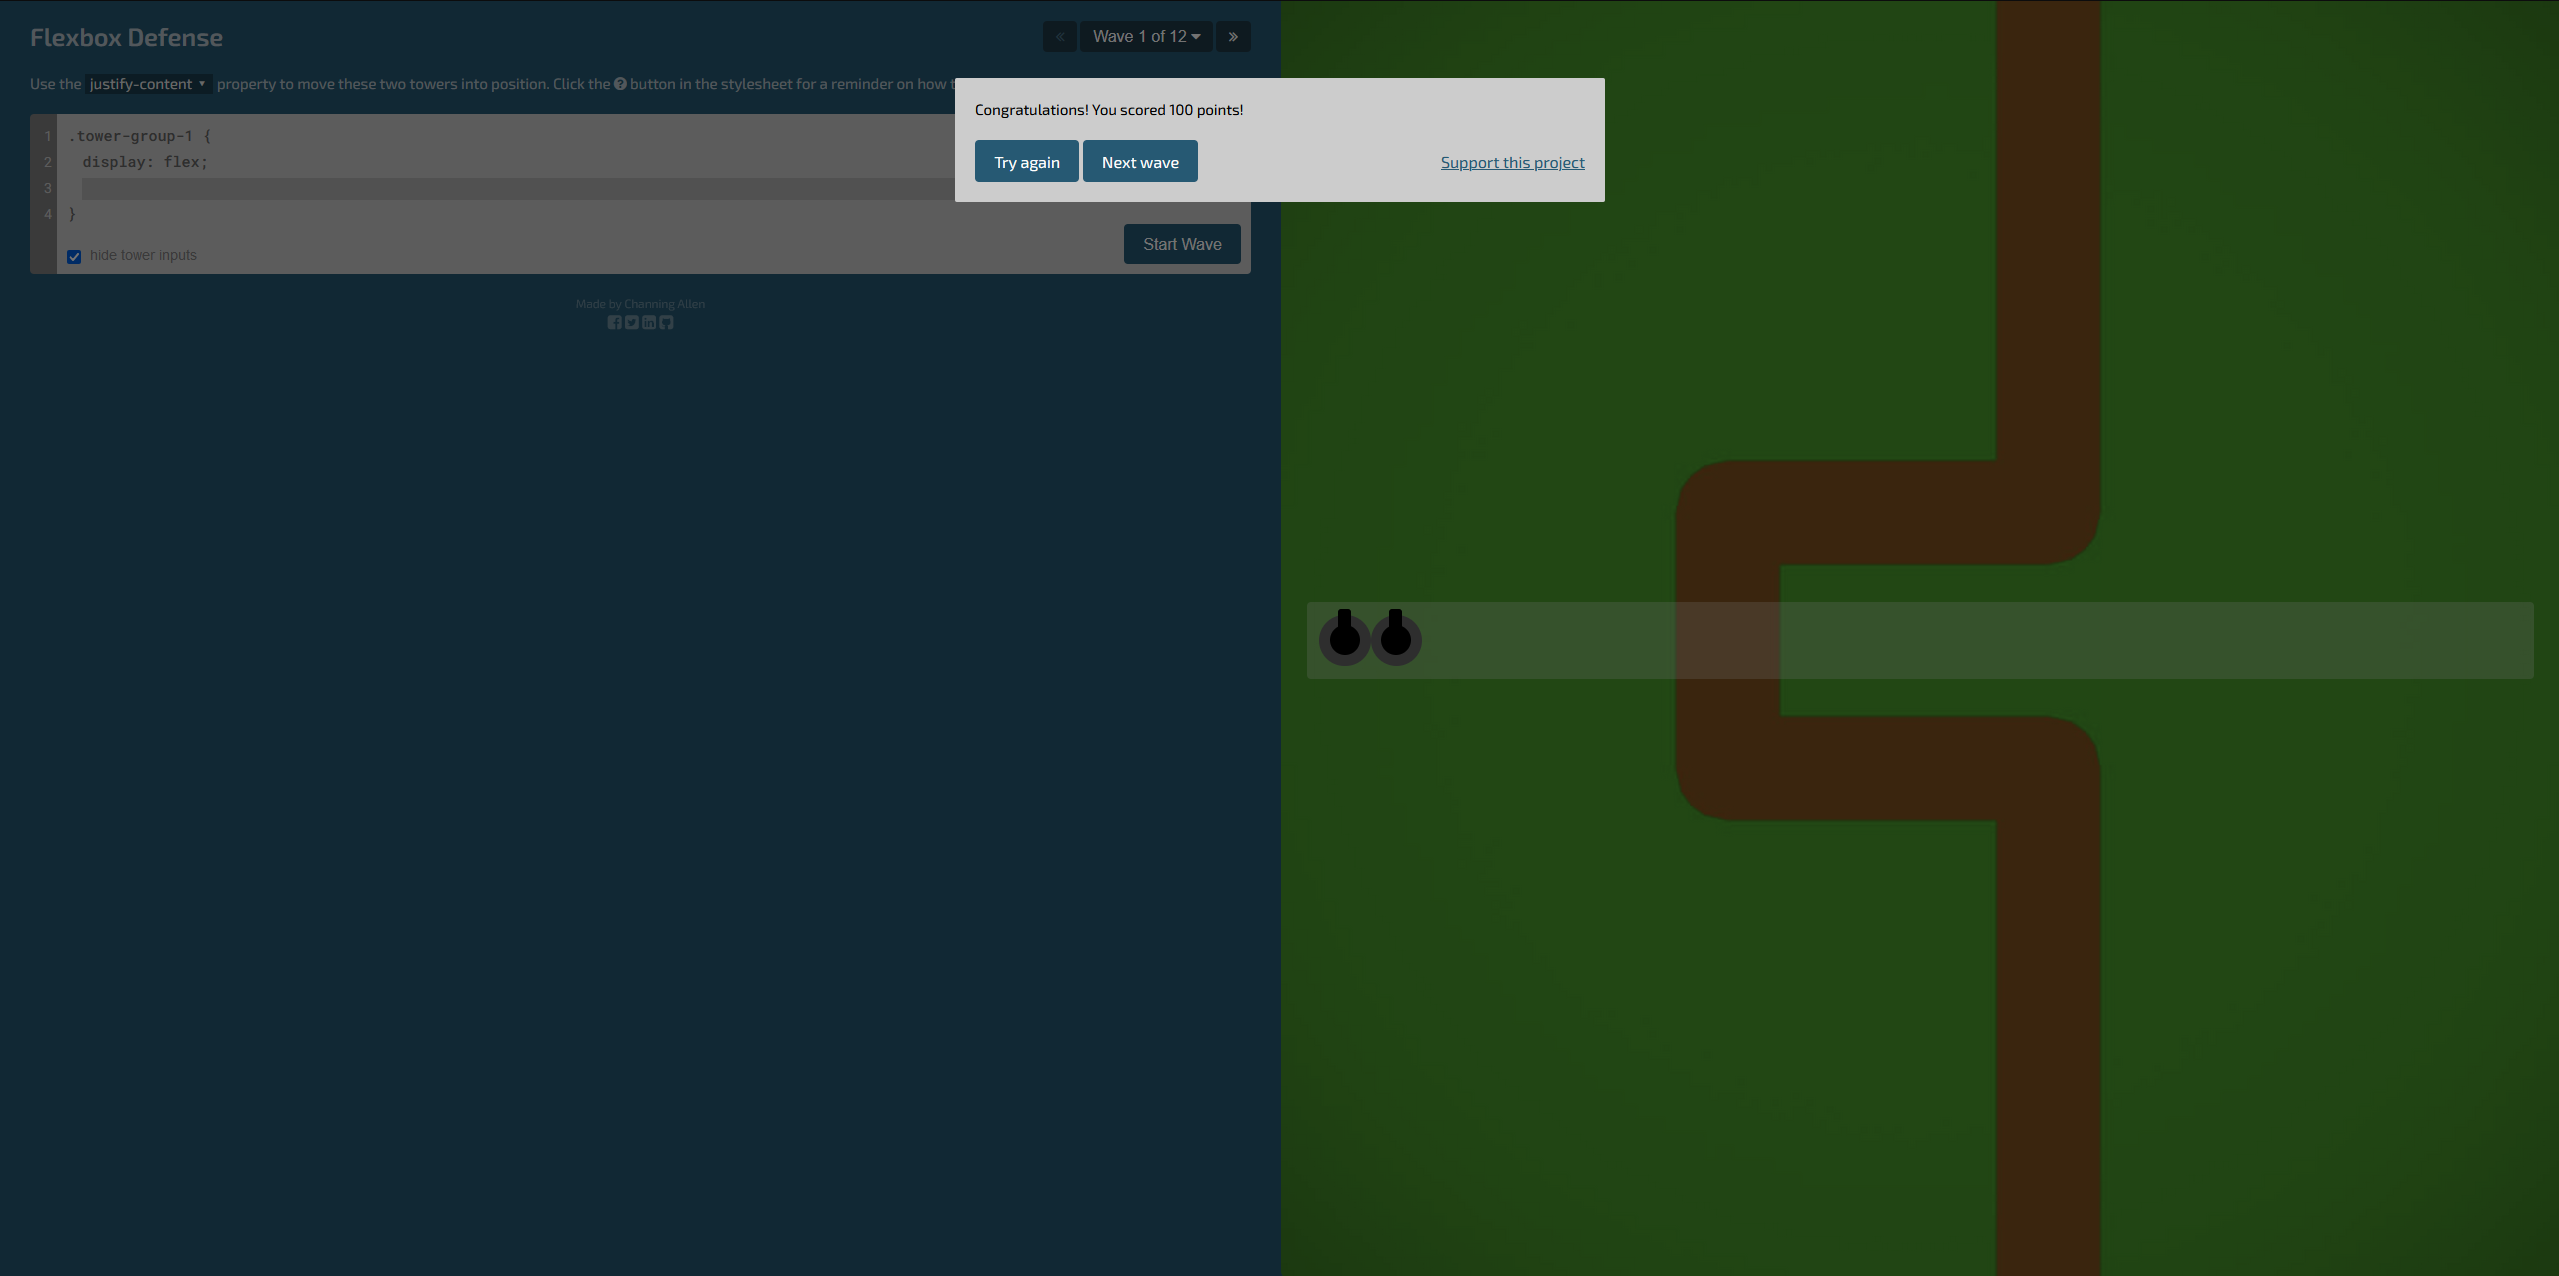 Flexbox Defense
« Wave 1 of 12 »
Use the justify-content property to move these two towers into position. Click the ? button in the stylesheet for a reminder on how
Congratulations! You scored 100 points!
Try again Next wave Support this project
1 .tower-group-1 {
2 display: flex;
3
4 }
hide tower inputs
Start Wave
Made by Channing Allen